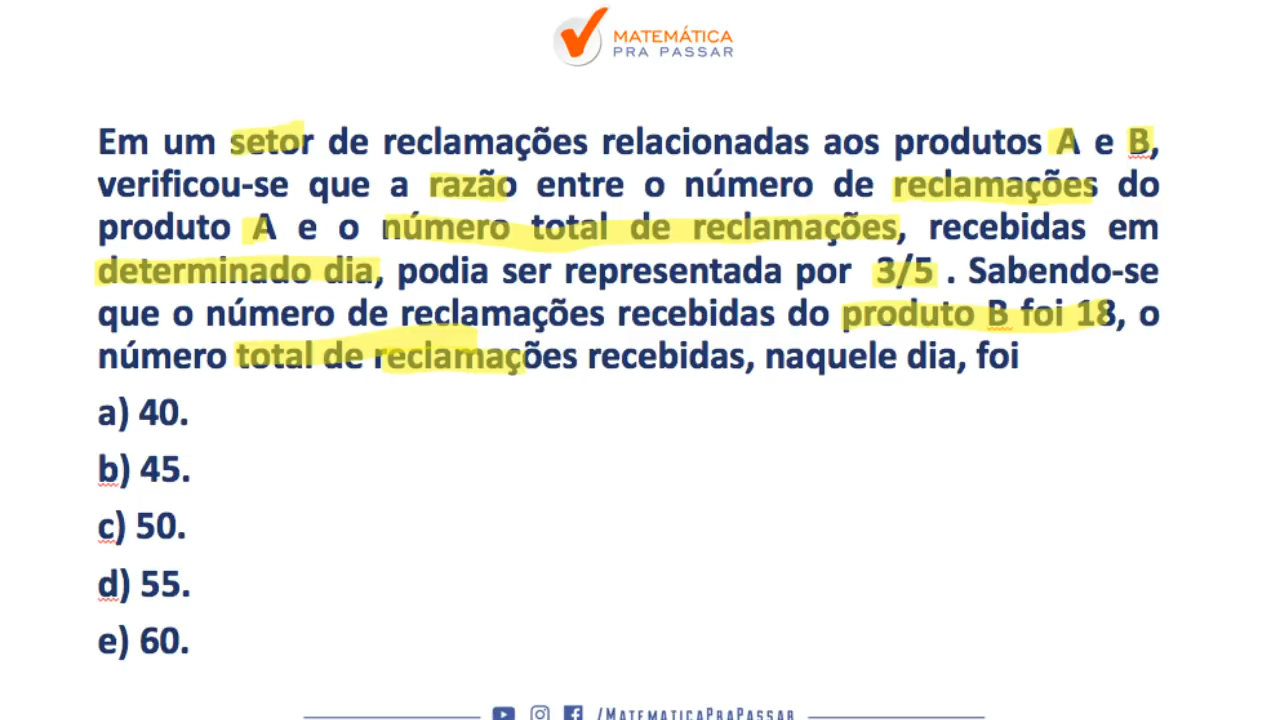 MATEMÁTICA
PRA PASSAR
Em um setor de reclamações relacionadas aos produtos A e B,
verificou-se que a razão entre o número de reclamações do
produto A e o número total de reclamações, recebidas em
determinado dia, podia ser representada por 3/5 . Sabendo-se
que o número de reclamações recebidas do produto B foi 18, o
número total de reclamações recebidas, naquele dia, foi
a) 40.
b) 45.
c) 50.
d) 55.
e) 60.
/MATEMATICAPRAPASSAR